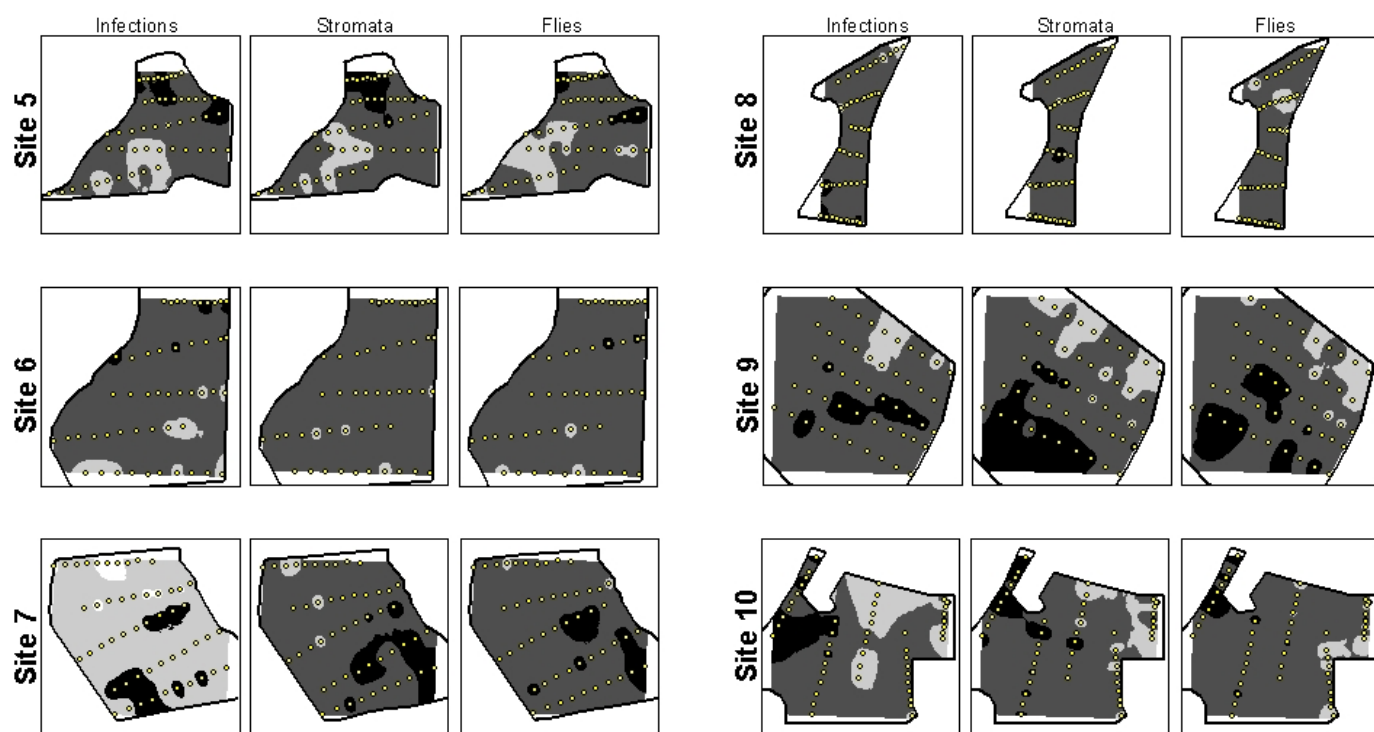 Infections Stromata Flies
Site 5
Site 6
Site 7
Infections Stromata Flies
Site 8
Site 9
Site 10